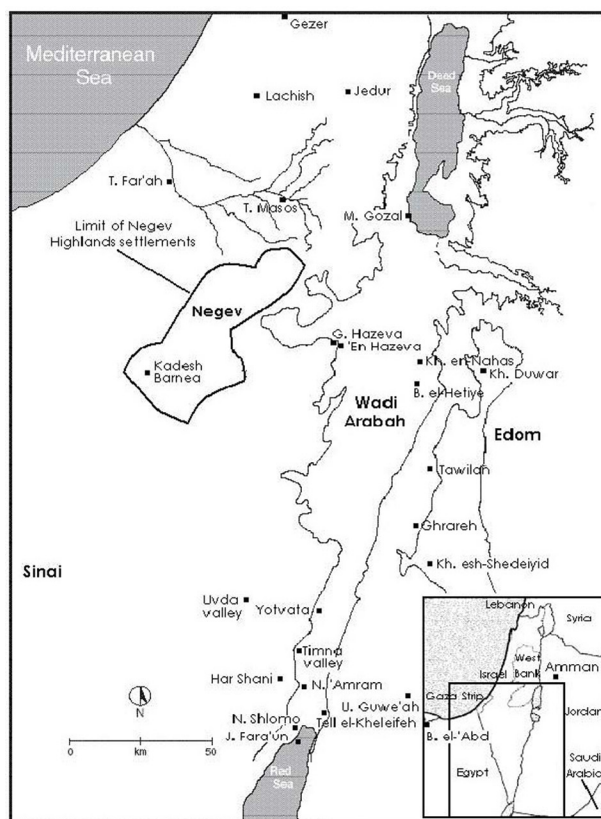 Gezer
Mediterranean
Sea
Dead
Sea
Lachish
Jedur
T. Far'ah
T. Masos
M. Gozal
Limit of Negev
Highlands settlements
Negev
G. Hazeva
'En Hazeva
Kh. en-Nahas
Kh. Duwar
Kadesh
Barnea
B. el-Hetiye
Wadi
Arabah
Edom
Tawilan
Ghrareh
Kh. esh-Shedeiyid
Sinai
Uvda
valley
Yotvata
Timna
valley
Har Shani
N. 'Amram
U. Guwe'ah
N. Shlomo
Tell el-Kheleifeh
J. Fara'un
Red
Sea
N
0
km
50
Lebanon
Syria
West
Bank
Israel
Amman
Gaza Strip
Jordan
B. el-'Abd
Egypt
Saudi
Arabia